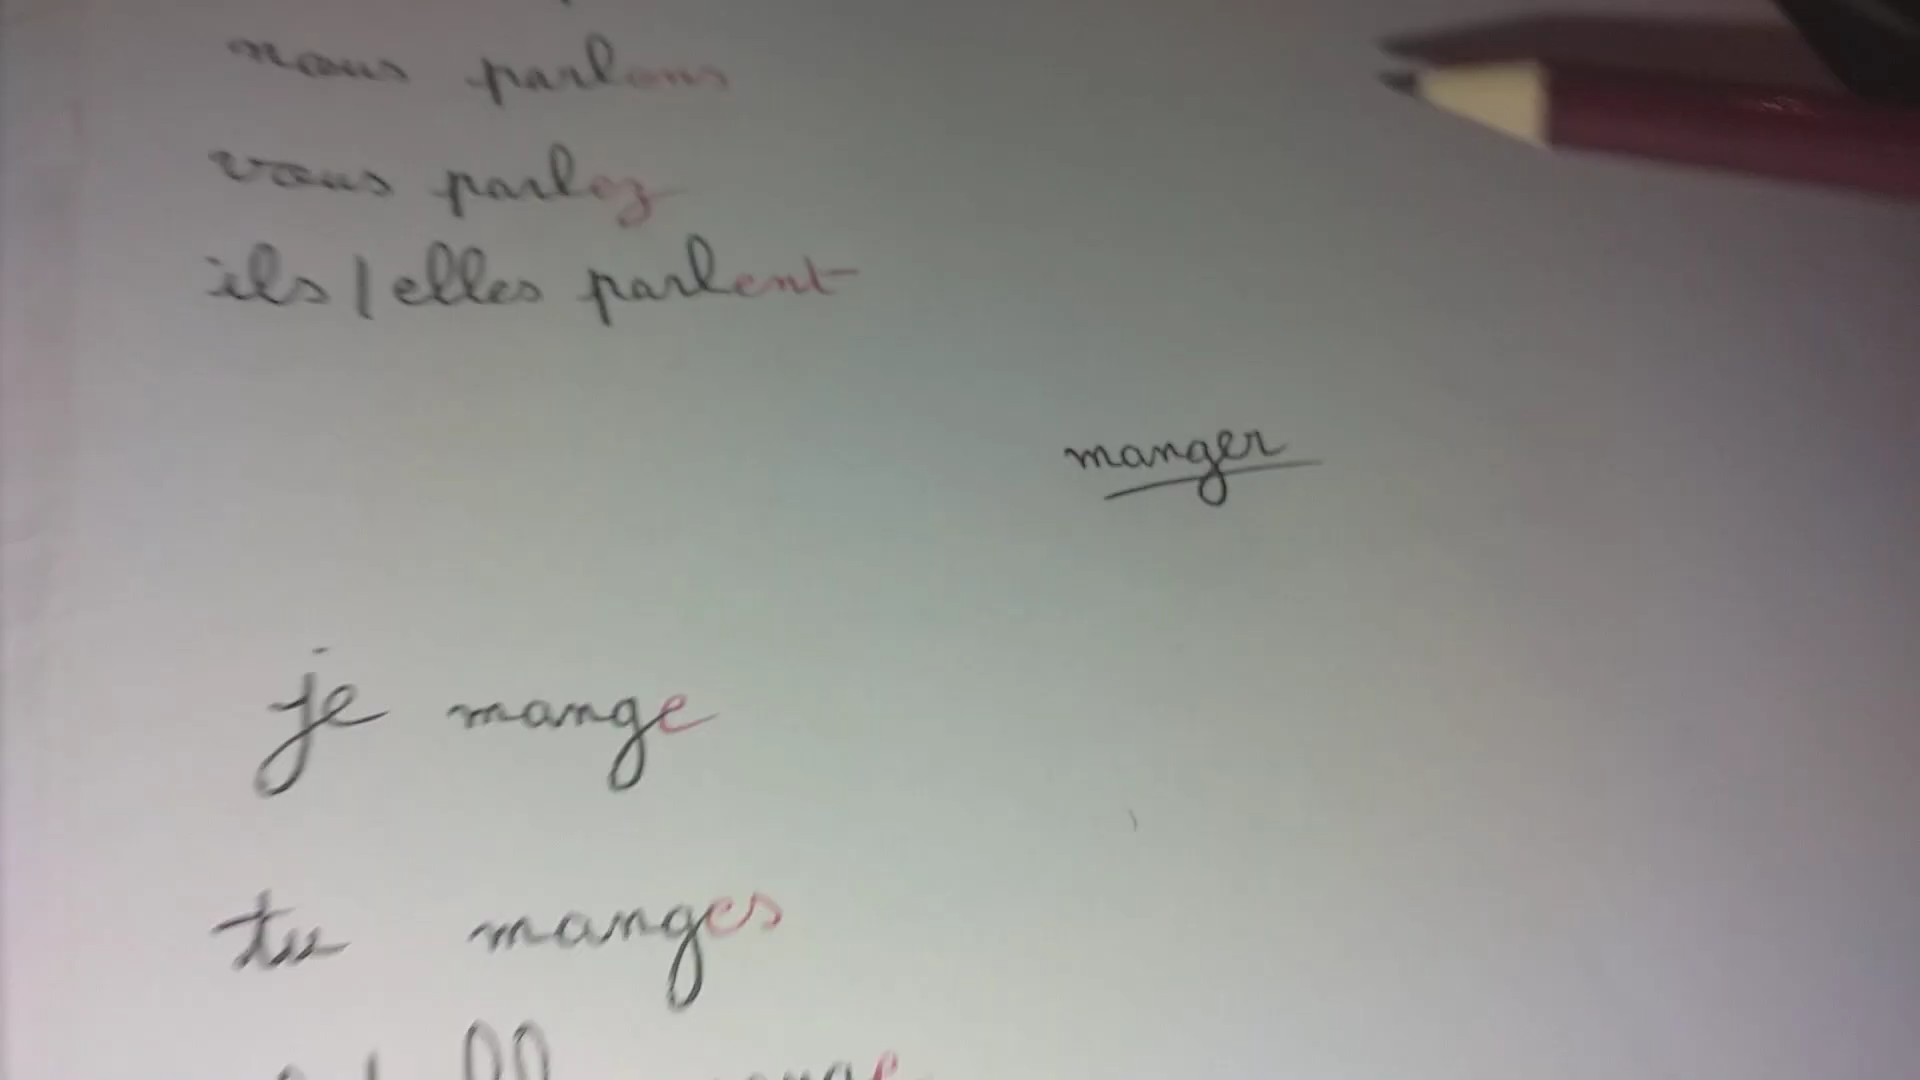 nous parlons
vous parlez
ils/elles parlent
manger
je mange
tu manges